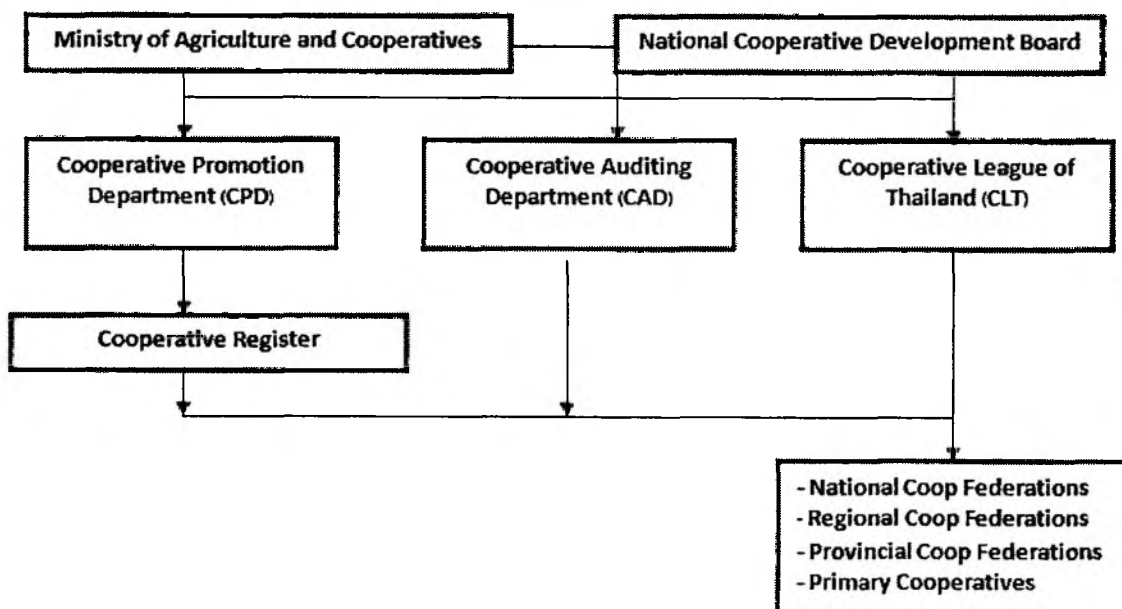 Ministry of Agriculture and Cooperatives
National Cooperative Development Board
Cooperative Promotion
Department (CPD)
Cooperative Auditing
Department (CAD)
Cooperative League of
Thailand (CLT)
Cooperative Register
- National Coop Federations
- Regional Coop Federations
- Provincial Coop Federations
- Primary Cooperatives